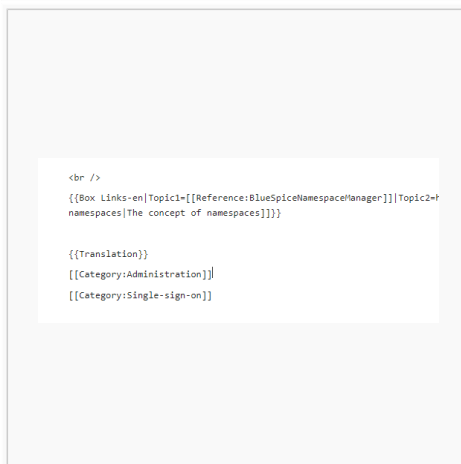 <br />
{{Box Links-en|Topic1=[[Reference:BlueSpiceNamespaceManager]]|Topic2=
namespaces|The concept of namespaces]]}}
{{Translation}}
[[Category:Administration]]
[[Category:Single-sign-on]]